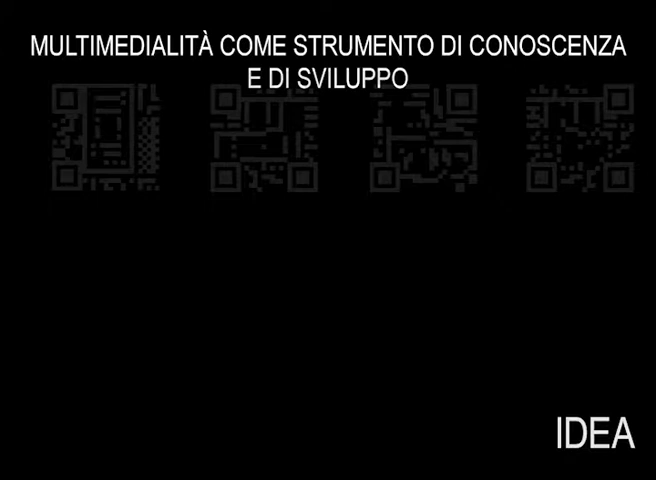 MULTIMEDIALITÀ COME STRUMENTO DI CONOSCENZA
E DI SVILUPPO
IDEA